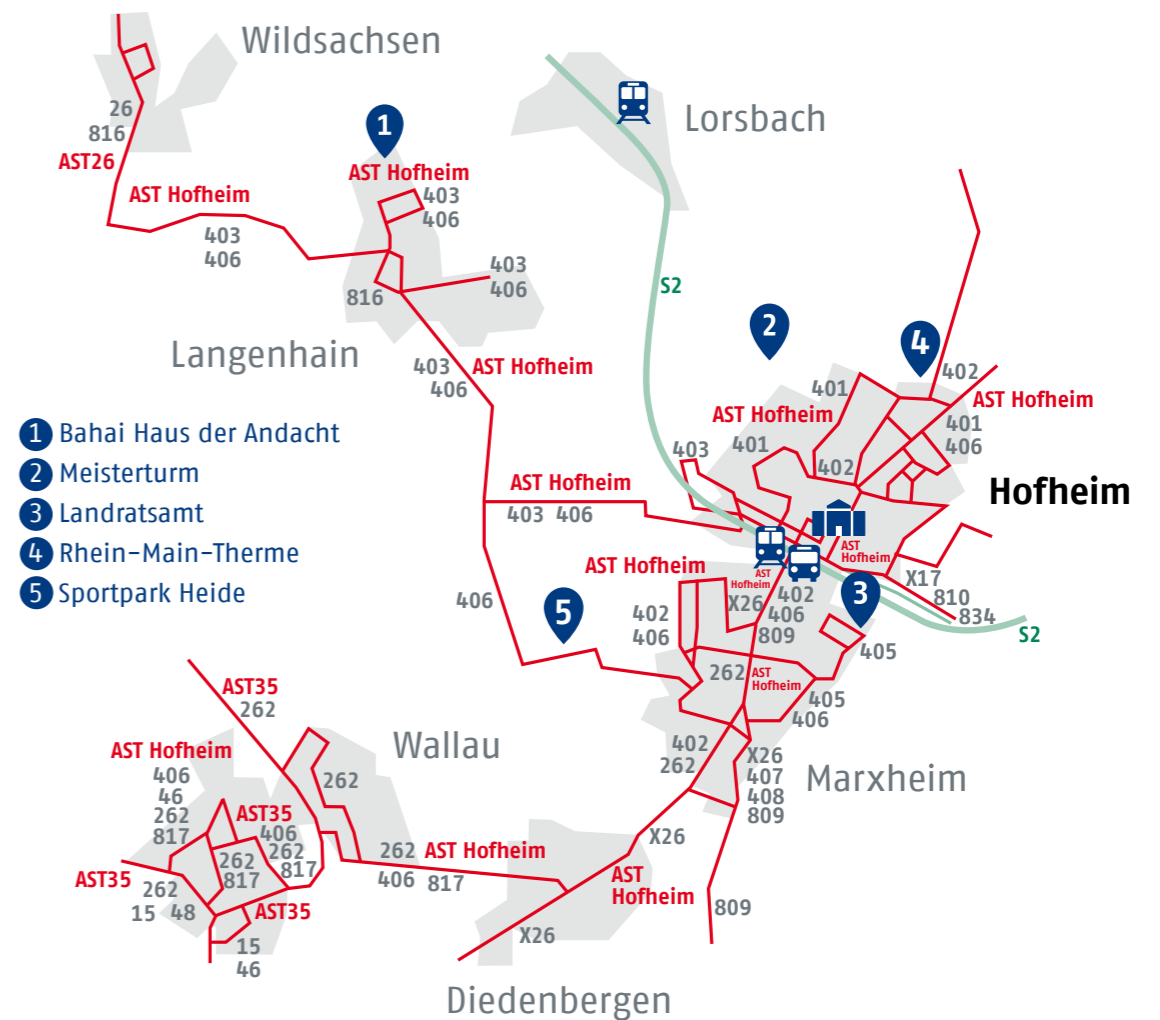 Wildsachsen
26
816
AST26
AST Hofheim
403
406
1
AST Hofheim
403
406
403
406
816
Langenhain
403
406
AST Hofheim
Lorsbach
S2
2
4
402
401
AST Hofheim
AST Hofheim
401
406
401
403
402
Hofheim
1 Bahai Haus der Andacht
2 Meisterturm
3 Landratsamt
4 Rhein-Main-Therme
5 Sportpark Heide
AST Hofheim
403 406
AST
Hofheim
AST Hofheim
AST
Hofheim
X26
402
406
809
3
X17
810
834
S2
406
5
402
406
405
262
AST
Hofheim
405
406
402
262
X26
407
408
809
Marxheim
AST35
262
Wallau
AST Hofheim
406
46
262
817
262
AST35
406
262
817
262
817
AST35
262
15 48
AST35
15
46
262
AST Hofheim
406 817
X26
AST
Hofheim
809
X26
Diedenbergen